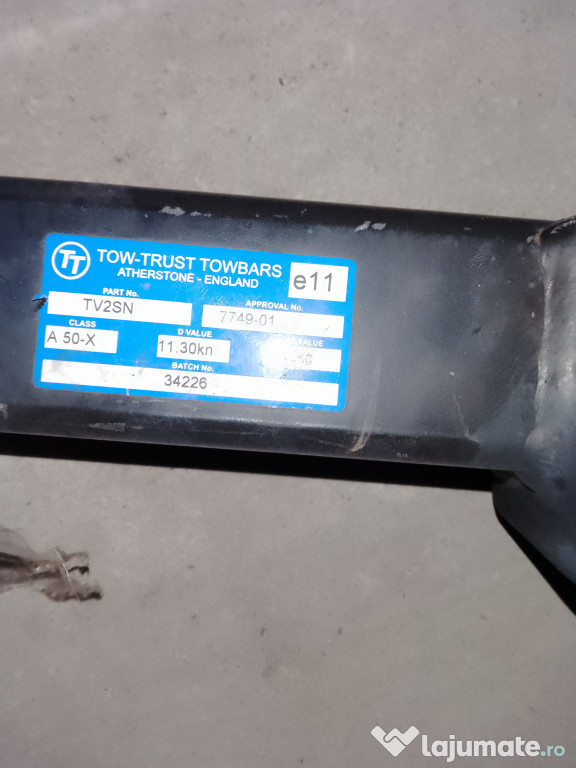 TT TOW-TRUST TOWBARS
ATHERSTONE - ENGLAND
e11
PART No. APPROVAL No.
TV2SN 7749-01
CLASS D VALUE VALUE
A 50-X 11.30kn
BATCH No.
34226
lajumate.ro